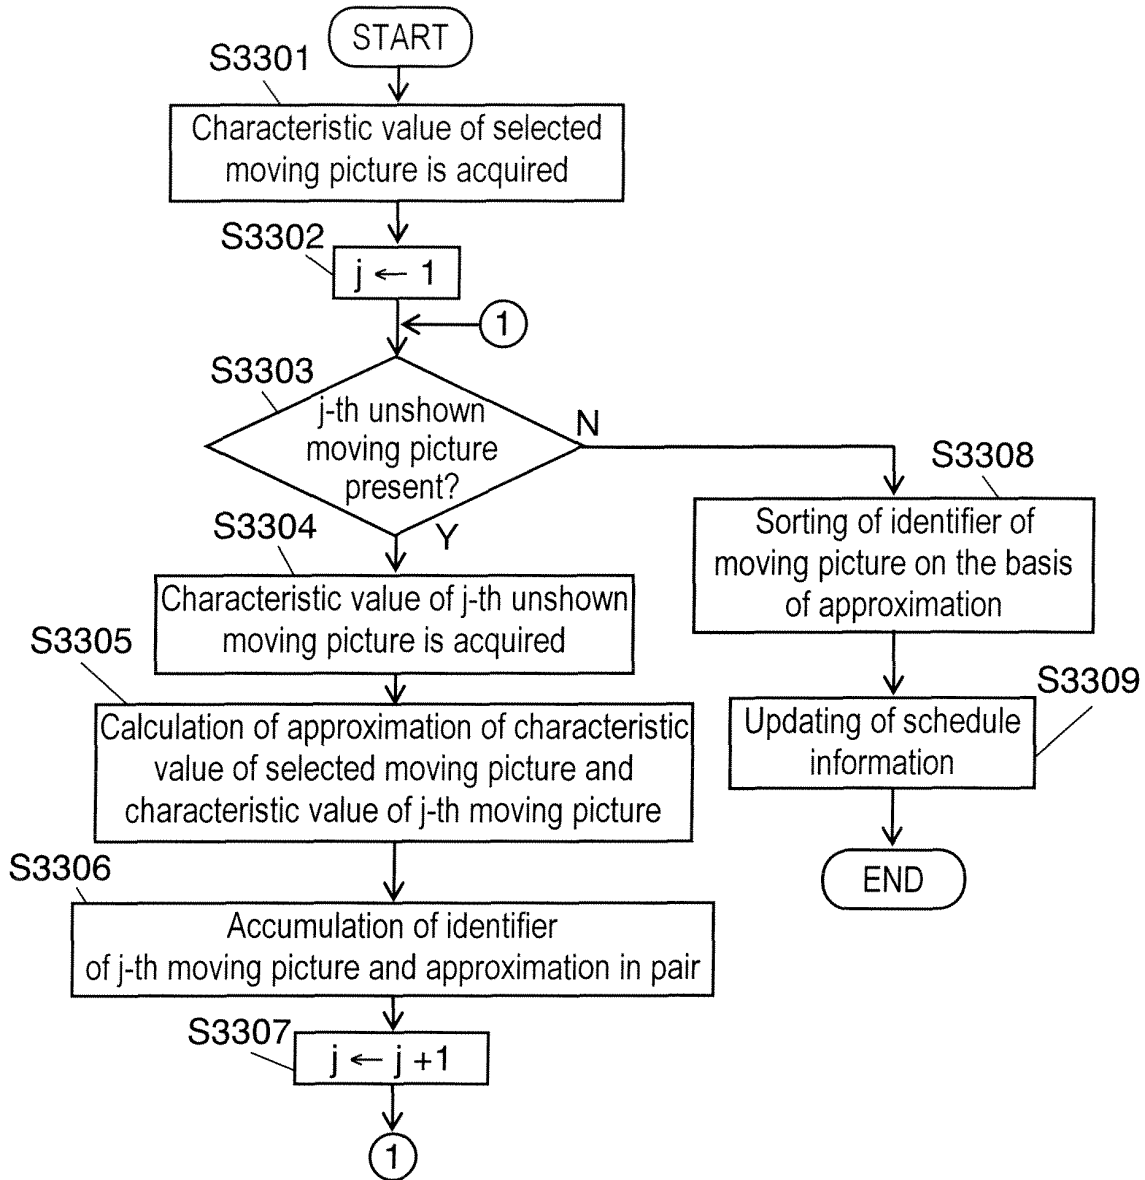 START
S3301
Characteristic value of selected
moving picture is acquired
S3302
j ← 1
1
S3303
j-th unshown
moving picture
present?
N
Y
S3304
Characteristic value of j-th unshown
moving picture is acquired
S3305
Calculation of approximation of characteristic
value of selected moving picture and
characteristic value of j-th moving picture
S3306
Accumulation of identifier
of j-th moving picture and approximation in pair
S3307
j ← j +1
1
S3308
Sorting of identifier of
moving picture on the basis
of approximation
S3309
Updating of schedule
information
END